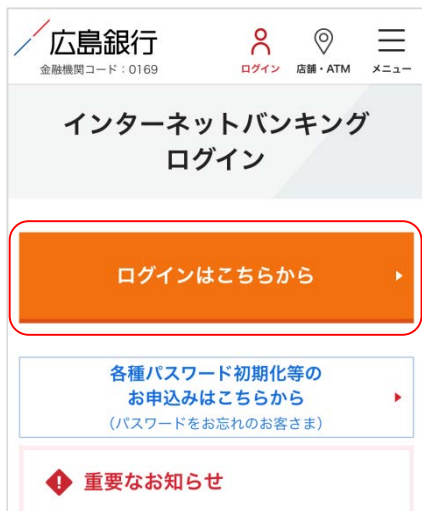 広島銀行
金融機関コード：0169
ログイン
店舗・ATM
メニュー
インターネットバンキング
ログイン
ログインはこちらから
各種パスワード初期化等の
お申込みはこちらから
(パスワードをお忘れのお客さま)
重要なお知らせ